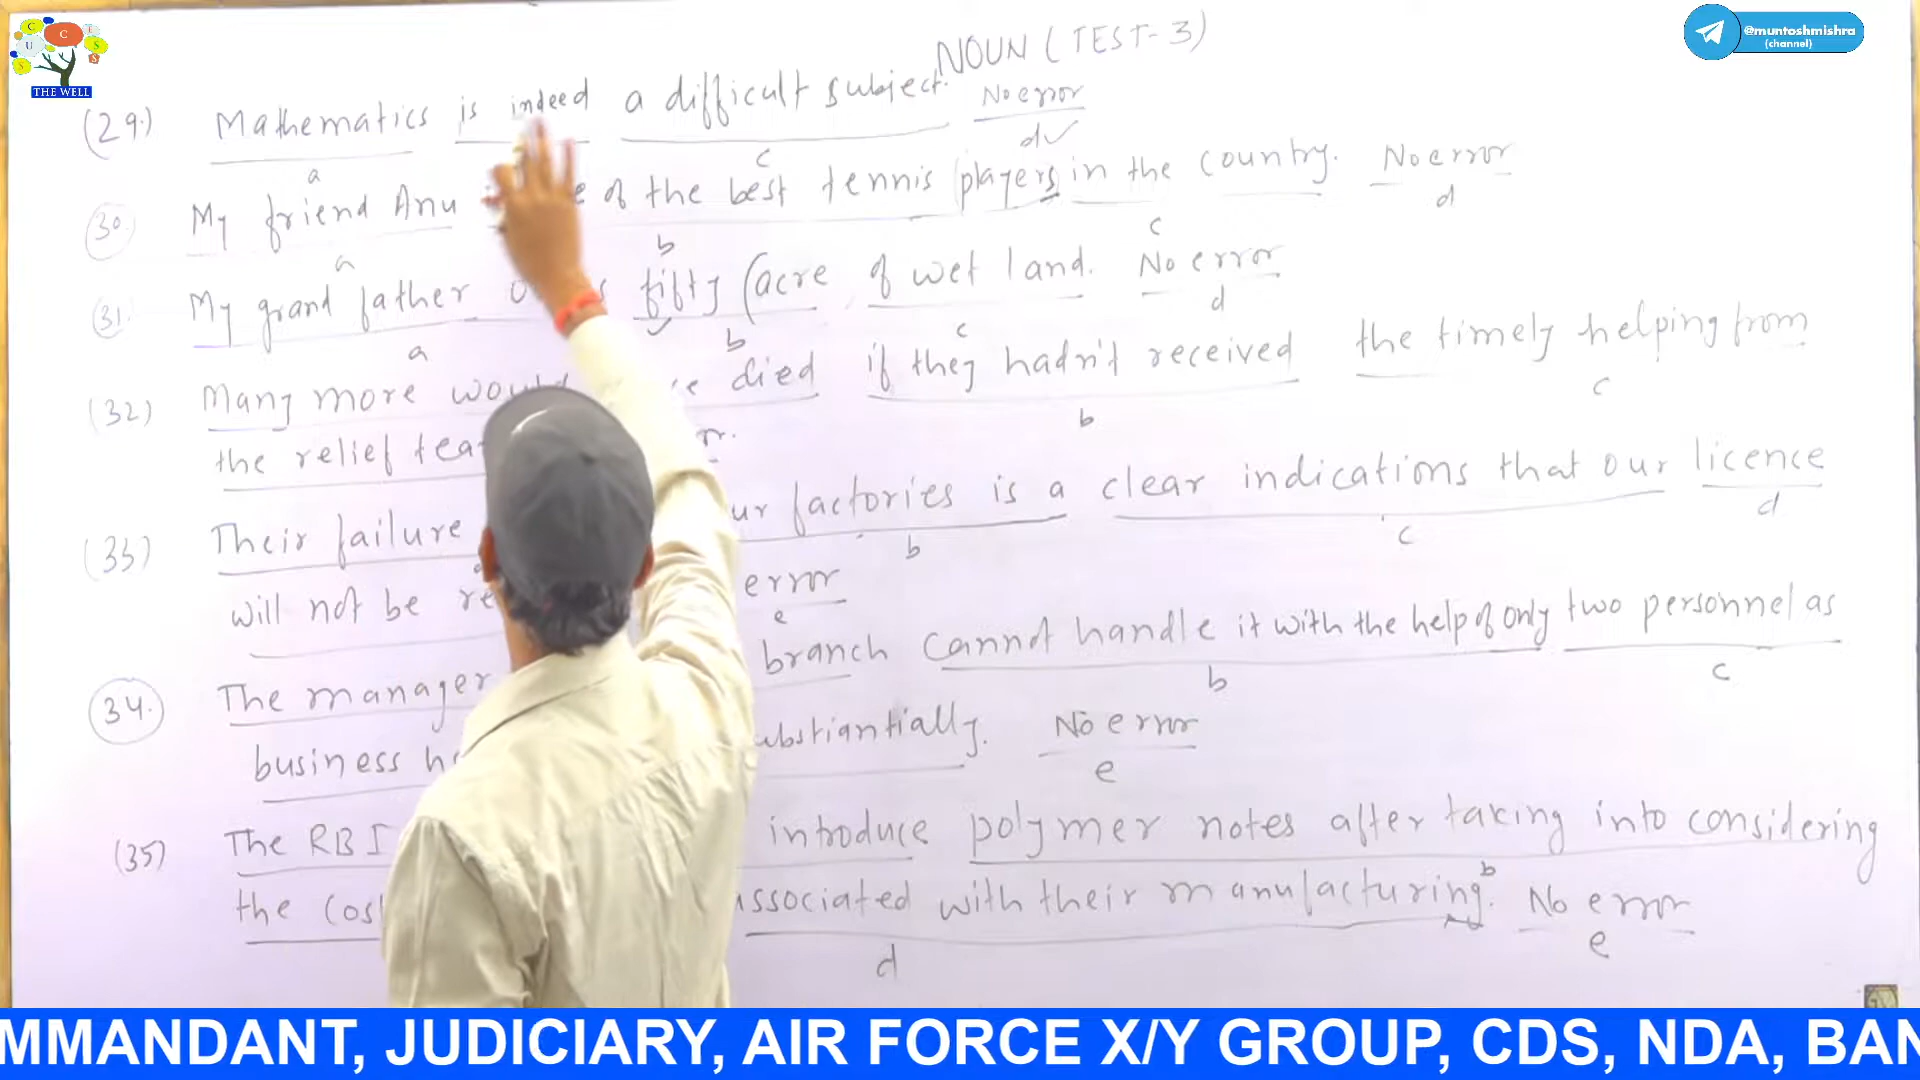 SUCCESS
THE WELL
@muntoshmishra
(channel)
NOUN (TEST-3)
(29.) Mathematics is indeed a difficult subject. No error
a c d✓
30. My friend Anu of the best tennis players in the country. No error
a b c d
31. My grand father fifty (acre of wet land. No error
a b c d
(32) Many more would died if they hadn't received the timely helping from
b c
the relief
(33) Their failure factories is a clear indications that our licence
b c d
will not be error
e
34. The manager branch cannot handle it with the help of only two personnel as
b c
business No error
e
(35) The RBI introduce polymer notes after taking into considering
b
the associated with their manufacturing. No error
d e
MMANDANT, JUDICIARY, AIR FORCE X/Y GROUP, CDS, NDA, BAN